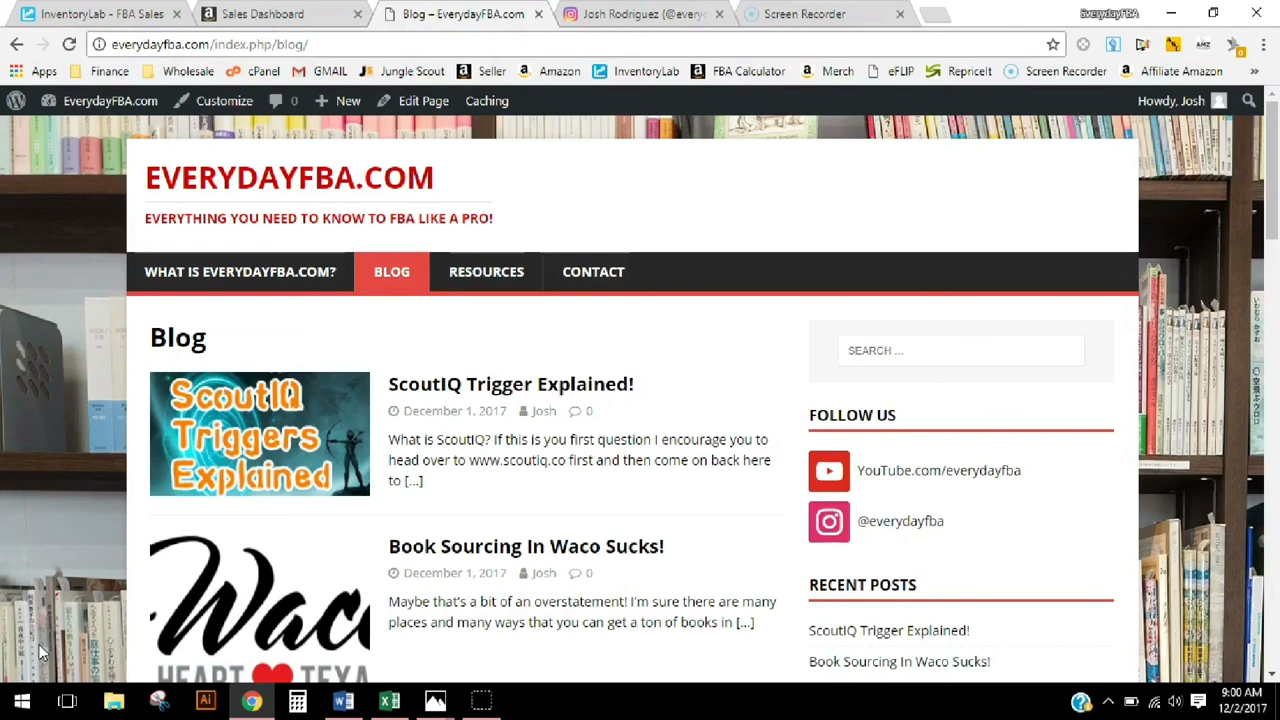 InventoryLab - FBA Sales
Sales Dashboard
Blog – EverydayFBA.com
Josh Rodriguez (@every
Screen Recorder
EverydayFBA
everydayfba.com/index.php/blog/
Apps
Finance
Wholesale
cPanel
GMAIL
Jungle Scout
Seller
Amazon
InventoryLab
FBA Calculator
Merch
eFLIP
RepriceIt
Screen Recorder
Affiliate Amazon
EverydayFBA.com
Customize
0
New
Edit Page
Caching
Howdy, Josh
EVERYDAYFBA.COM
EVERYTHING YOU NEED TO KNOW TO FBA LIKE A PRO!
WHAT IS EVERYDAYFBA.COM?
BLOG
RESOURCES
CONTACT
Blog
ScoutIQ
Triggers
Explained
ScoutIQ Trigger Explained!
December 1, 2017 Josh 0
What is ScoutIQ? If this is you first question I encourage you to
head over to www.scoutiq.co first and then come on back here
to [...]
Waco
HEART TEXA
Book Sourcing In Waco Sucks!
December 1, 2017 Josh 0
Maybe that's a bit of an overstatement! I'm sure there are many
places and many ways that you can get a ton of books in [...]
SEARCH ...
FOLLOW US
YouTube.com/everydayfba
@everydayfba
RECENT POSTS
ScoutIQ Trigger Explained!
Book Sourcing In Waco Sucks!
9:00 AM
12/2/2017